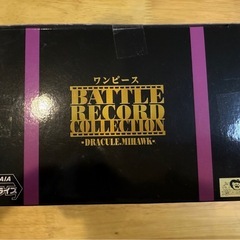 ワンピース
BATTLE
RECORD
COLLECTION
•DRACULE.MIHAWK•